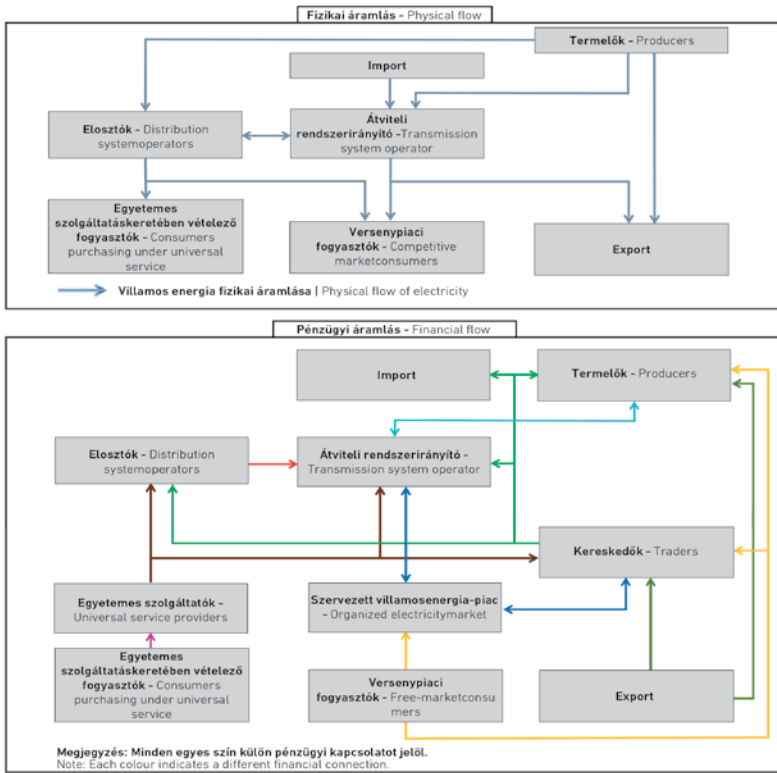 Fizikai áramlás - Physical flow
Termelők - Producers
Import
Elosztók - Distribution
systemoperators
Átviteli
rendszerirányító -Transmission
system operator
Egyetemes
szolgáltatáskeretében vételező
fogyasztók - Consumers
purchasing under universal
service
Versenypiaci
fogyasztók - Competitive
marketconsumers
Export
Villamos energia fizikai áramlása | Physical flow of electricity
Pénzügyi áramlás - Financial flow
Import
Termelők - Producers
Elosztók - Distribution
systemoperators
Átviteli rendszerirányító -
Transmission system operator
Kereskedők - Traders
Egyetemes szolgáltatók -
Universal service providers
Szervezett villamosenergia-piac
- Organized electricitymarket
Egyetemes
szolgáltatáskeretében vételező
fogyasztók - Consumers
purchasing under universal
service
Versenypiaci
fogyasztók - Free-marketconsu
mers
Export
Megjegyzés: Minden egyes szín külön pénzügyi kapcsolatot jelöl.
Note: Each colour indicates a different financial connection.